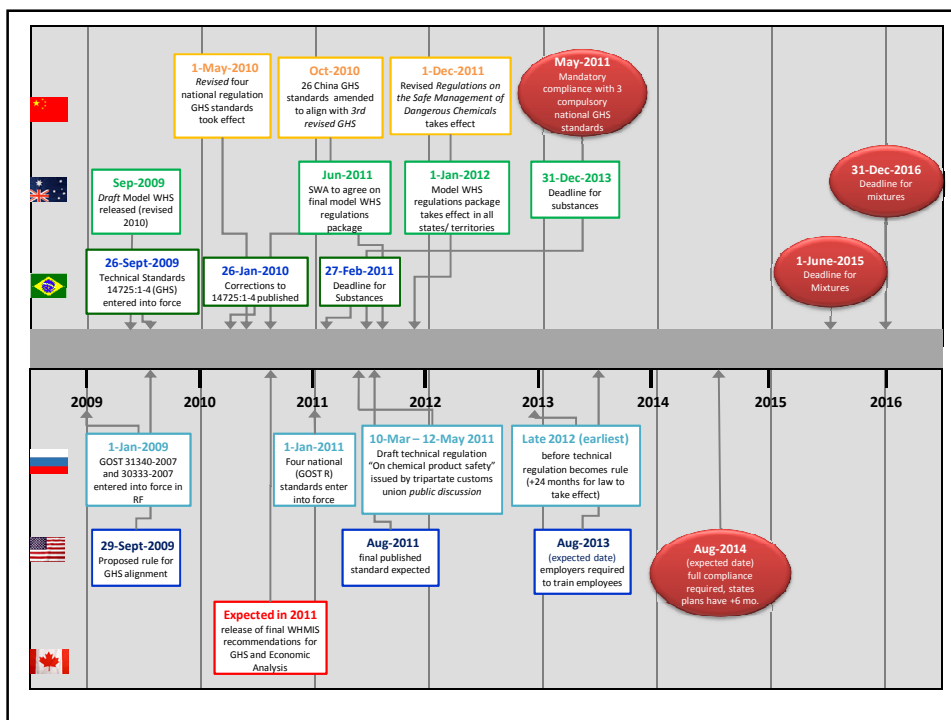 1-May-2010
Revised four
national regulation
GHS standards
took effect
Oct-2010
26 China GHS
standards amended
to align with 3rd
revised GHS
1-Dec-2011
Revised Regulations on
the Safe Management of
Dangerous Chemicals
takes effect
May-2011
Mandatory
compliance with 3
compulsory
national GHS
standards
Sep-2009
Draft Model WHS
released (revised
2010)
Jun-2011
SWA to agree on
final model WHS
regulations
package
1-Jan-2012
Model WHS
regulations package
takes effect in all
states/ territories
31-Dec-2013
Deadline for
substances
31-Dec-2016
Deadline for
mixtures
26-Sept-2009
Technical Standards
14725:1-4 (GHS)
entered into force
26-Jan-2010
Corrections to
14725:1-4 published
27-Feb-2011
Deadline for
Substances
1-June-2015
Deadline for
Mixtures
2009
2010
2011
2012
2013
2014
2015
2016
1-Jan-2009
GOST 31340-2007
and 30333-2007
entered into force in
RF
1-Jan-2011
Four national
(GOST R)
standards enter
into force
10-Mar – 12-May 2011
Draft technical regulation
"On chemical product safety"
issued by tripartate customs
union public discussion
Late 2012 (earliest)
before technical
regulation becomes rule
(+24 months for law to
take effect)
29-Sept-2009
Proposed rule for
GHS alignment
Aug-2011
final published
standard expected
Aug-2013
(expected date)
employers required
to train employees
Aug-2014
(expected date)
full compliance
required, states
plans have +6 mo.
Expected in 2011
release of final WHMIS
recommendations for
GHS and Economic
Analysis